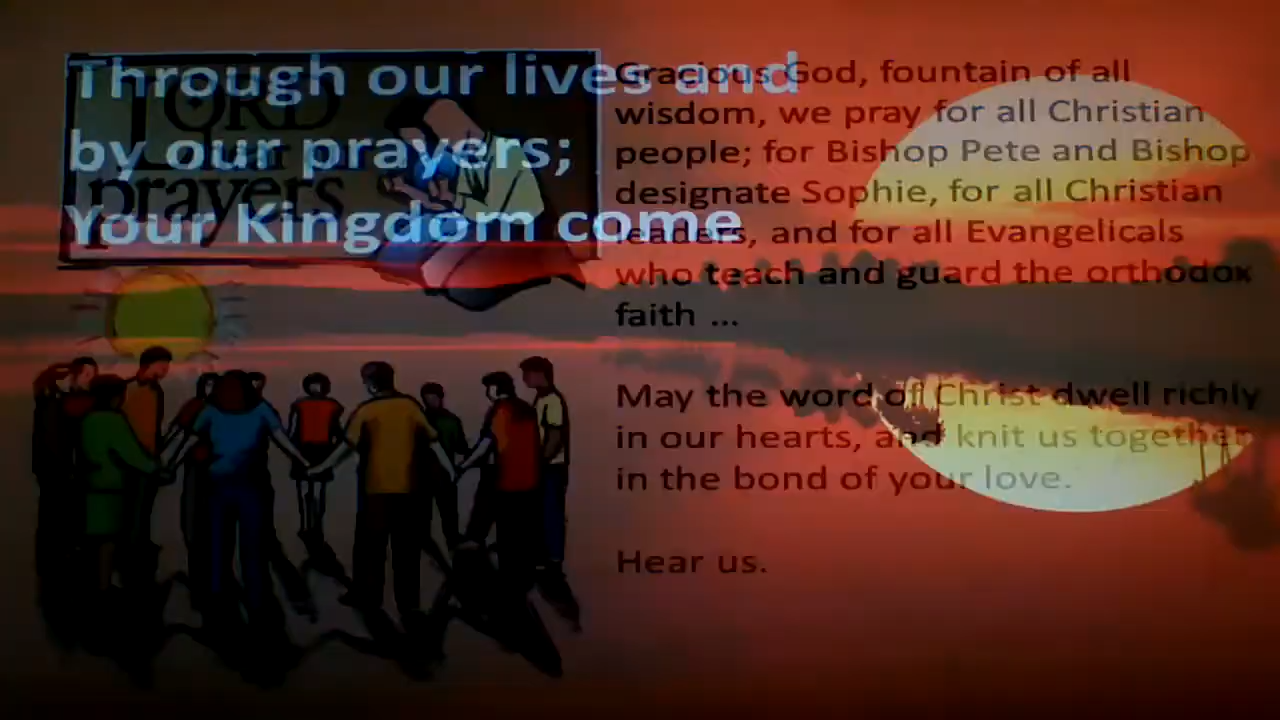 Through our lives and
by our prayers;
Your Kingdom come
LORD
prayers
Gracious God, fountain of all
wisdom, we pray for all Christian
people; for Bishop Pete and Bishop
designate Sophie, for all Christian
leaders, and for all Evangelicals
who teach and guard the orthodox
faith ...
May the word of Christ dwell richly
in our hearts, and knit us together
in the bond of your love.
Hear us.